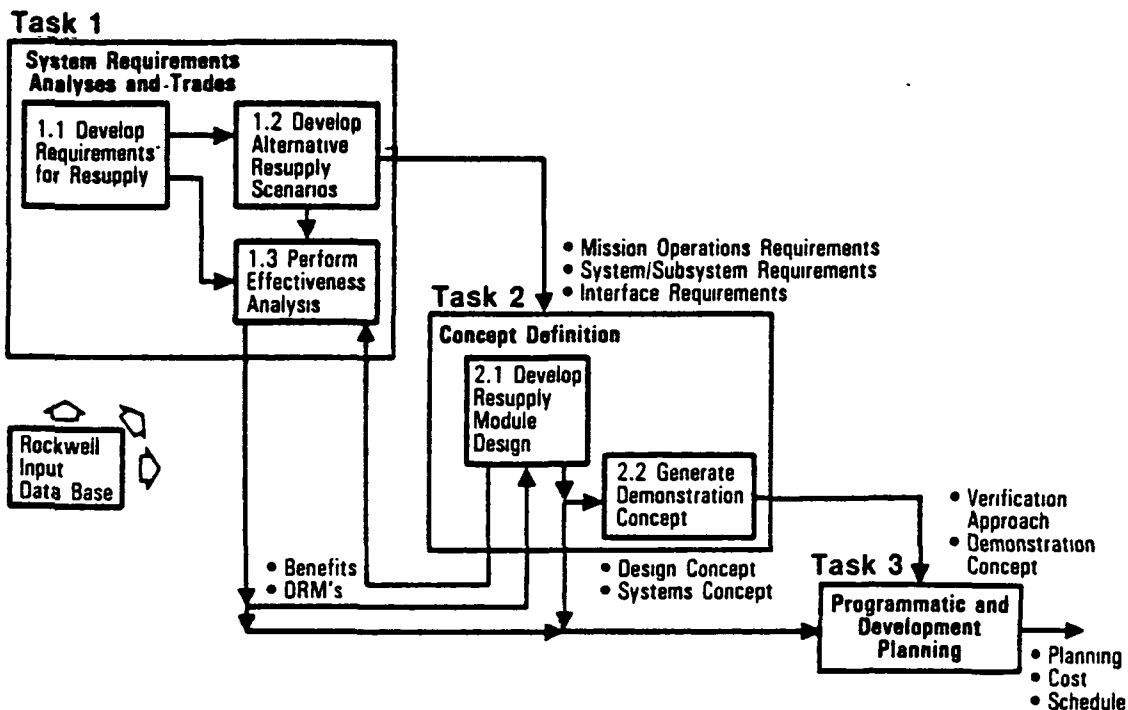 Task 1
System Requirements
Analyses and Trades
1.1 Develop
Requirements
for Resupply
1.2 Develop
Alternative
Resupply
Scenarios
1.3 Perform
Effectiveness
Analysis
• Mission Operations Requirements
• System/Subsystem Requirements
• Interface Requirements
Task 2
Concept Definition
2.1 Develop
Resupply
Module
Design
2.2 Generate
Demonstration
Concept
Rockwell
Input
Data Base
• Benefits
• DRM's
• Design Concept
• Systems Concept
• Verification
Approach
• Demonstration
Concept
Task 3
Programmatic and
Development
Planning
• Planning
• Cost
• Schedule